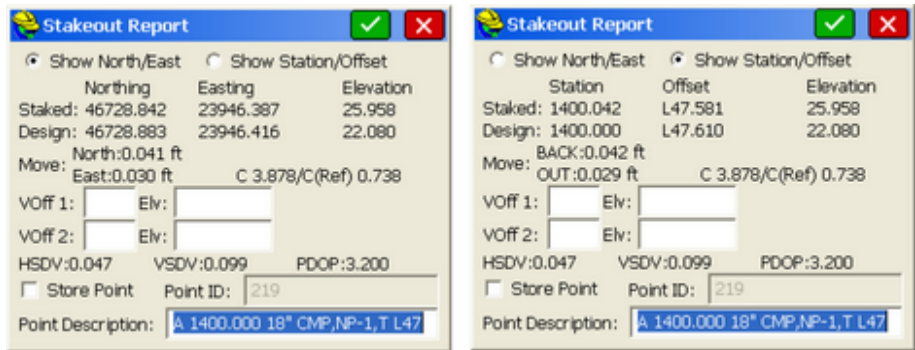 Stakeout Report
Show North/East Show Station/Offset
Northing Easting Elevation
Staked: 46728.842 23946.387 25.958
Design: 46728.883 23946.416 22.080
Move: North:0.041 ft
East:0.030 ft C 3.878/C(Ref) 0.738
VOff 1: Elv:
VOff 2: Elv:
HSDV:0.047 VSDV:0.099 PDOP:3.200
Store Point Point ID: 219
Point Description: A 1400.000 18" CMP,NP-1,T L47
Stakeout Report
Show North/East Show Station/Offset
Station Offset Elevation
Staked: 1400.042 L47.581 25.958
Design: 1400.000 L47.610 22.080
Move: BACK:0.042 ft
OUT:0.029 ft C 3.878/C(Ref) 0.738
VOff 1: Elv:
VOff 2: Elv:
HSDV:0.047 VSDV:0.099 PDOP:3.200
Store Point Point ID: 219
Point Description: A 1400.000 18" CMP,NP-1,T L47